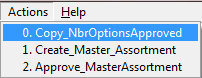 Actions Help
0. Copy_NbrOptionsApproved
1. Create_Master_Assortment
2. Approve_MasterAssortment